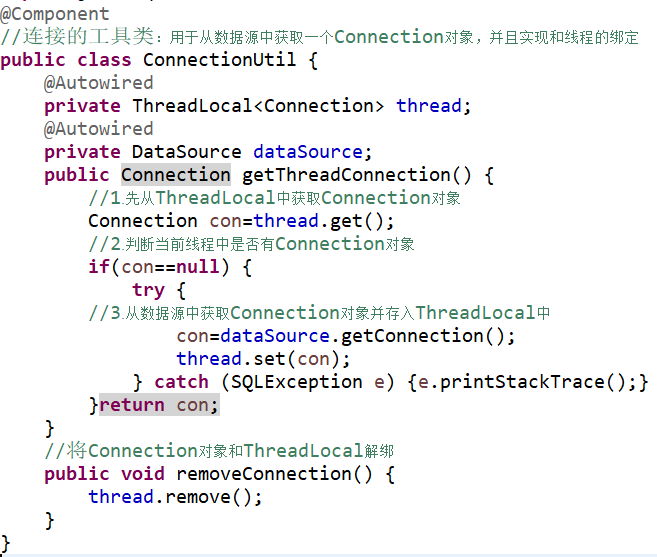 @Component
//连接的工具类：用于从数据源中获取一个Connection对象，并且实现和线程的绑定
public class ConnectionUtil {
    @Autowired
    private ThreadLocal<Connection> thread;
    @Autowired
    private DataSource dataSource;
    public Connection getThreadConnection() {
        //1.先从ThreadLocal中获取Connection对象
        Connection con=thread.get();
        //2.判断当前线程中是否有Connection对象
        if(con==null) {
            try {
        //3.从数据源中获取Connection对象并存入ThreadLocal中
                con=dataSource.getConnection();
                thread.set(con);
            } catch (SQLException e) {e.printStackTrace();}
        }return con;
    }
    //将Connection对象和ThreadLocal解绑
    public void removeConnection() {
        thread.remove();
    }
}